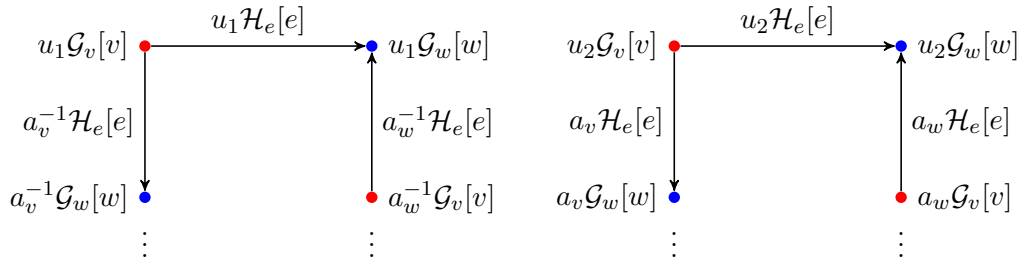 $u_1\mathcal{H}_e[e]$ $u_2\mathcal{H}_e[e]$
$u_1\mathcal{G}_v[v]$ $u_1\mathcal{G}_w[w]$ $u_2\mathcal{G}_v[v]$ $u_2\mathcal{G}_w[w]$
$a_v^{-1}\mathcal{H}_e[e]$ $a_w^{-1}\mathcal{H}_e[e]$ $a_v\mathcal{H}_e[e]$ $a_w\mathcal{H}_e[e]$
$a_v^{-1}\mathcal{G}_w[w]$ $a_w^{-1}\mathcal{G}_v[v]$ $a_v\mathcal{G}_w[w]$ $a_w\mathcal{G}_v[v]$
⋮ ⋮ ⋮ ⋮